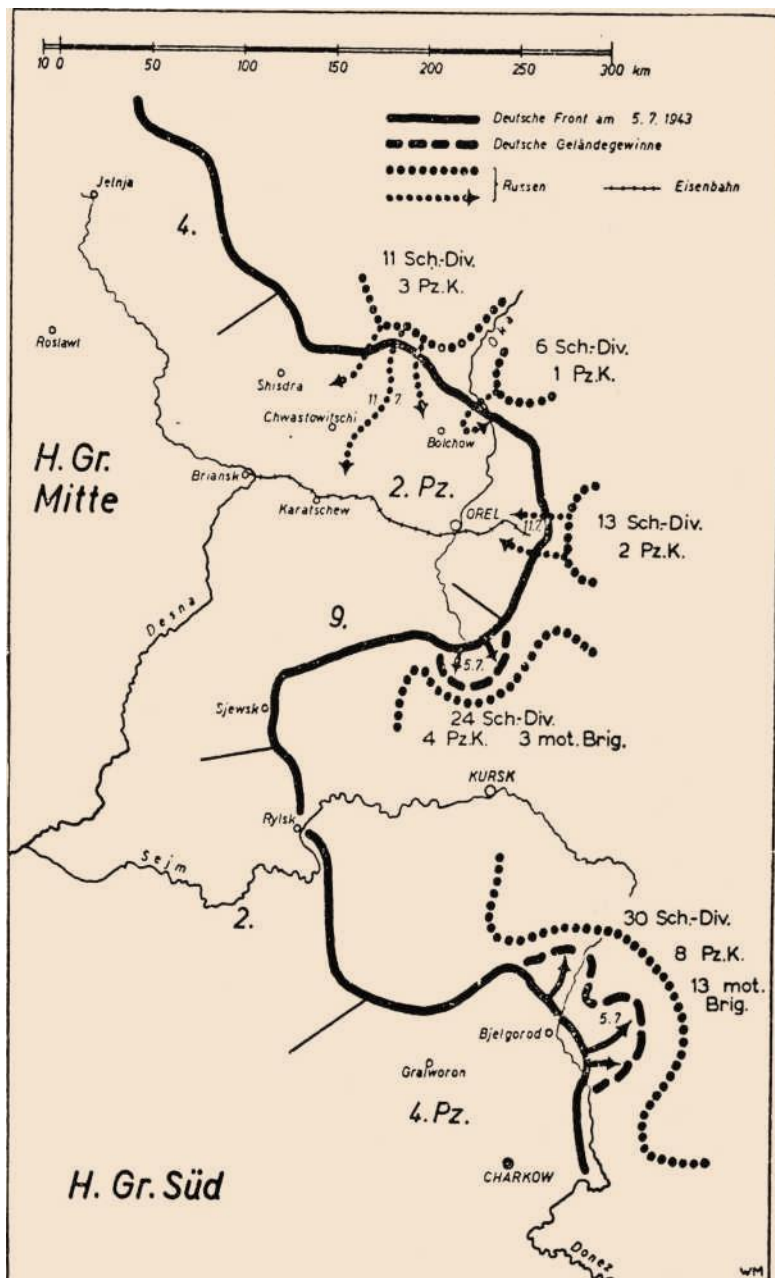 10 0 50 100 150 200 250 300 km
Deutsche Front am 5. 7. 1943
Deutsche Geländegewinne
Russen
Eisenbahn
Jelnja
4.
11 Sch.-Div.
3 Pz.K.
Oka
Roslawl
6 Sch.-Div.
1 Pz.K.
Shisdra
11. 7.
Chwastowitschi
Bolchow
H. Gr.
Mitte
Briansk
2. Pz.
Karatschew
OREL
11.7.
13 Sch.-Div.
2 Pz.K.
Desna
9.
5.7.
Sjewsk
24 Sch.-Div.
4 Pz.K. 3 mot. Brig.
KURSK
Rylsk
Sejm
2.
30 Sch.-Div.
8 Pz.K.
13 mot.
Brig.
5.7
Bjelgorod
Graiworon
4. Pz.
CHARKOW
H. Gr. Süd
Donez
WM